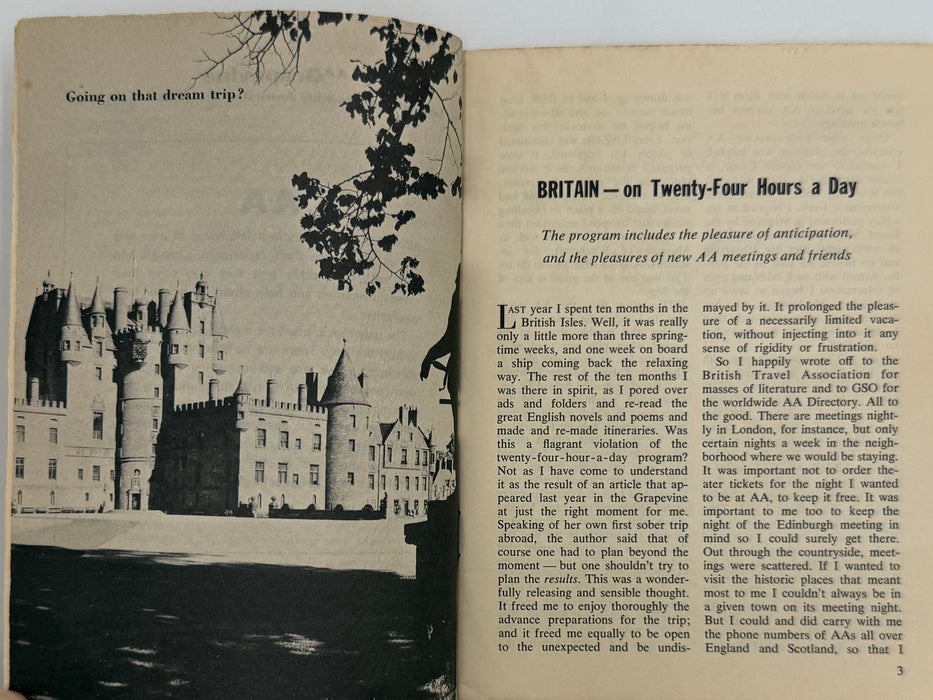 Going on that dream trip?
BRITAIN — on Twenty-Four Hours a Day
The program includes the pleasure of anticipation,
and the pleasures of new AA meetings and friends
LAST year I spent ten months in the
British Isles. Well, it was really
only a little more than three spring-
time weeks, and one week on board
a ship coming back the relaxing
way. The rest of the ten months I
was there in spirit, as I pored over
ads and folders and re-read the
great English novels and poems and
made and re-made itineraries. Was
this a flagrant violation of the
twenty-four-hour-a-day program?
Not as I have come to understand
it as the result of an article that ap-
peared last year in the Grapevine
at just the right moment for me.
Speaking of her own first sober trip
abroad, the author said that of
course one had to plan beyond the
moment — but one shouldn't try to
plan the results. This was a wonder-
fully releasing and sensible thought.
It freed me to enjoy thoroughly the
advance preparations for the trip;
and it freed me equally to be open
to the unexpected and be undis-
mayed by it. It prolonged the pleas-
ure of a necessarily limited vaca-
tion, without injecting into it any
sense of rigidity or frustration.
So I happily wrote off to the
British Travel Association for
masses of literature and to GSO for
the worldwide AA Directory. All to
the good. There are meetings night-
ly in London, for instance, but only
certain nights a week in the neigh-
borhood where we would be staying.
It was important not to order the-
ater tickets for the night I wanted
to be at AA, to keep it free. It was
important to me too to keep the
night of the Edinburgh meeting in
mind so I could surely get there.
Out through the countryside, meet-
ings were scattered. If I wanted to
visit the historic places that meant
most to me I couldn't always be in
a given town on its meeting night.
But I could and did carry with me
the phone numbers of AAs all over
England and Scotland, so that I
3